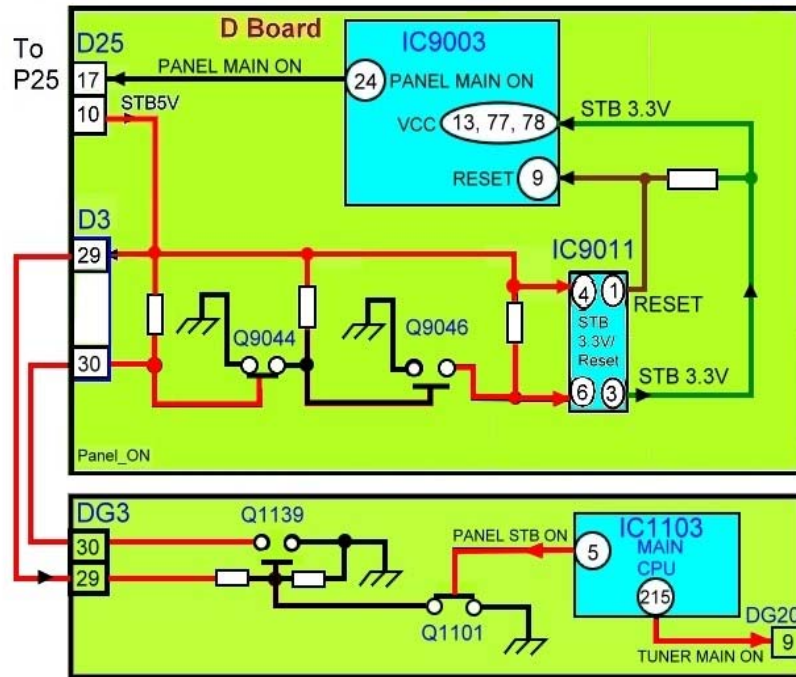 To
P25
D25
D Board
17
PANEL MAIN ON
10
STB5V
IC9003
24
PANEL MAIN ON
VCC
13, 77, 78
STB 3.3V
RESET
9
D3
29
30
Q9044
Q9046
IC9011
4
1
RESET
STB
3.3V/
Reset
6
3
STB 3.3V
Panel_ON
DG3
30
29
Q1139
Q1101
PANEL STB ON
IC1103
5
MAIN
CPU
215
TUNER MAIN ON
DG20
9